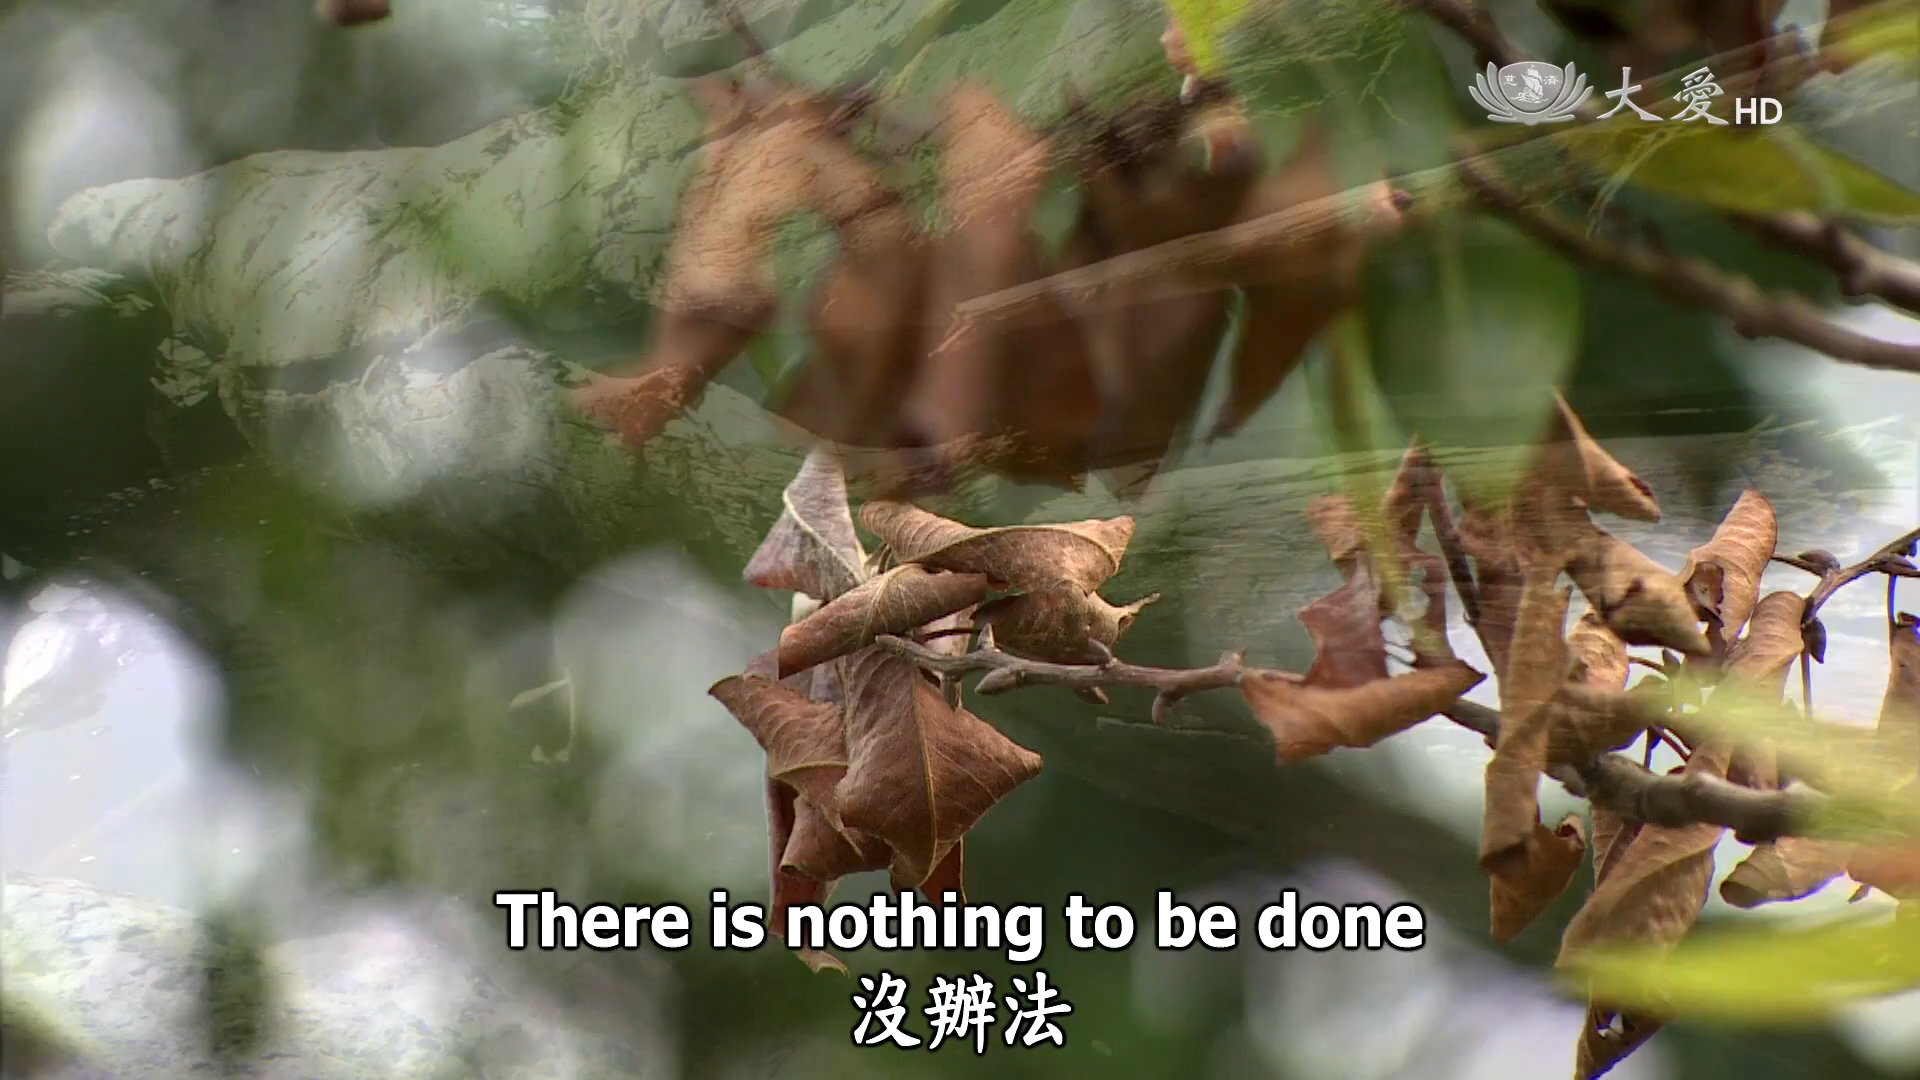 大愛HD
There is nothing to be done
沒辦法